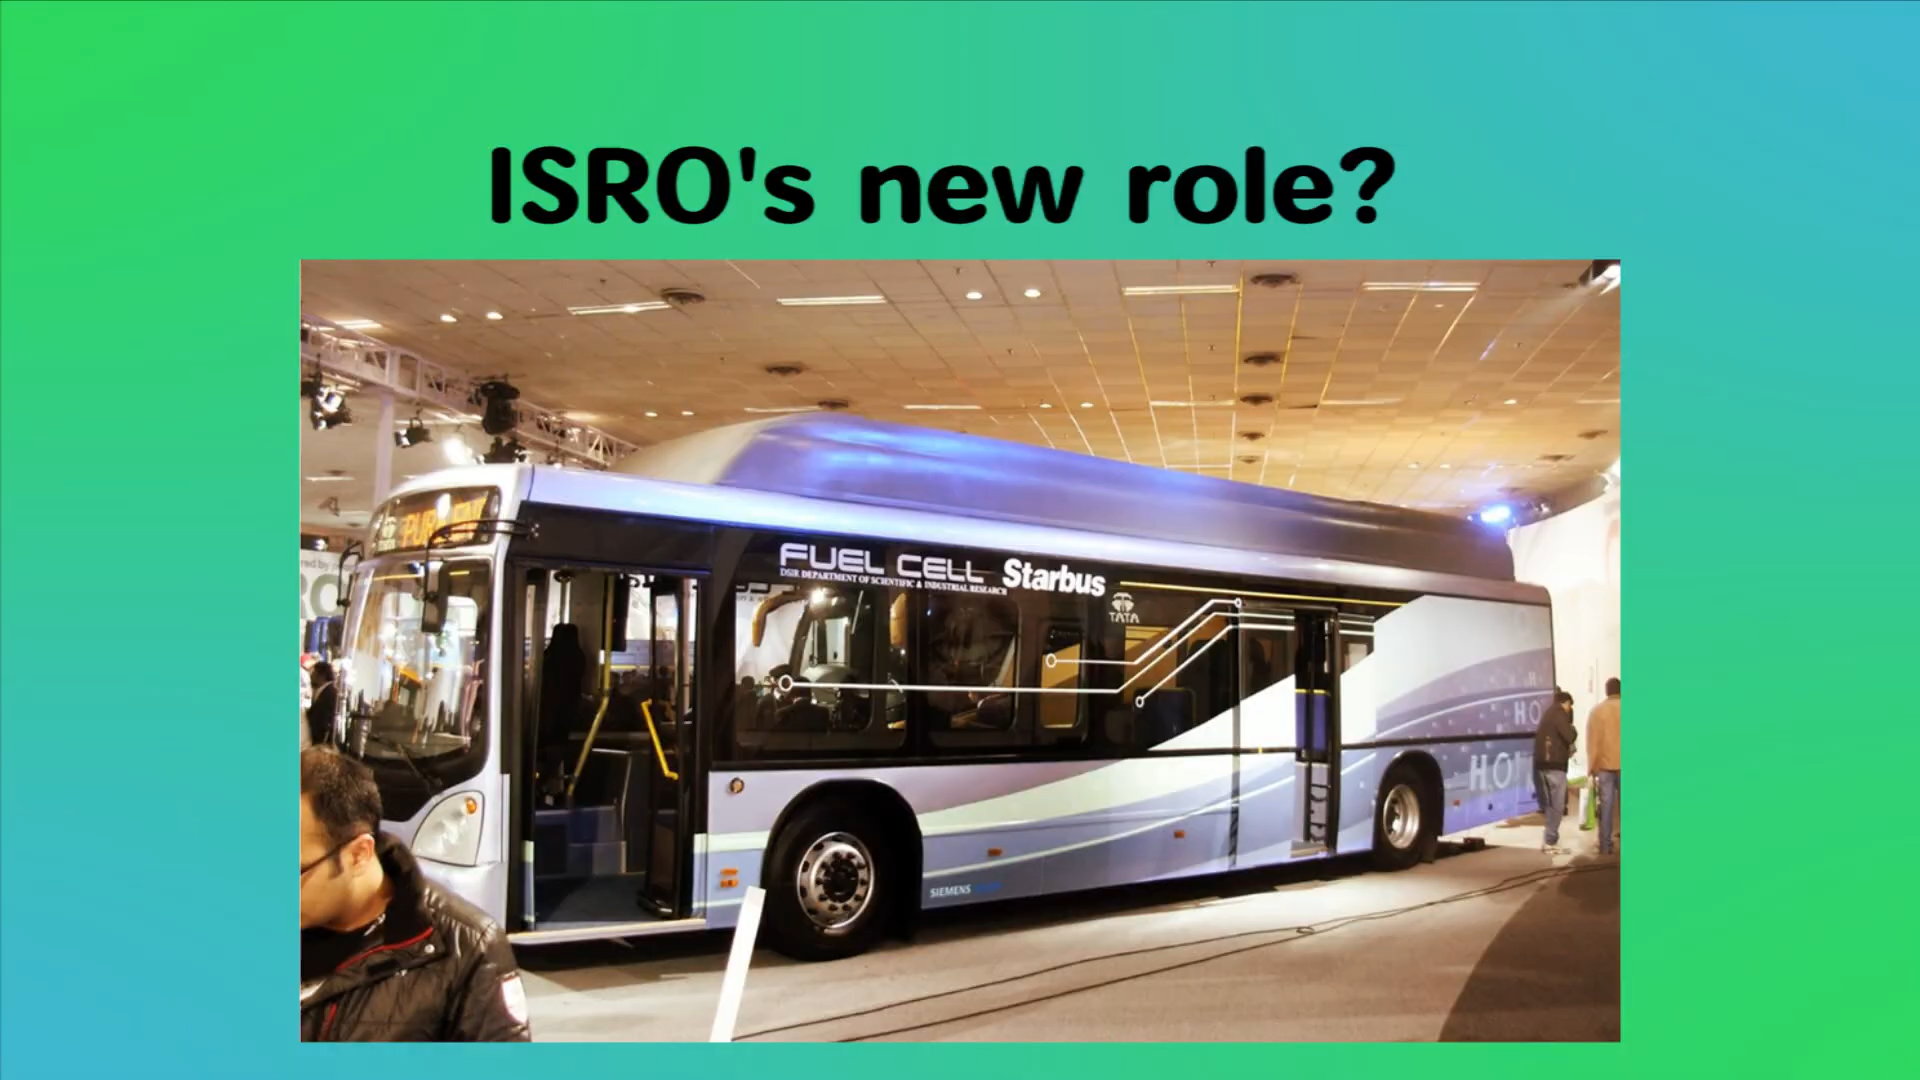 ISRO's new role?
FUEL CELL Starbus
DSIR DEPARTMENT OF SCIENTIFIC & INDUSTRIAL RESEARCH
TATA
SIEMENS